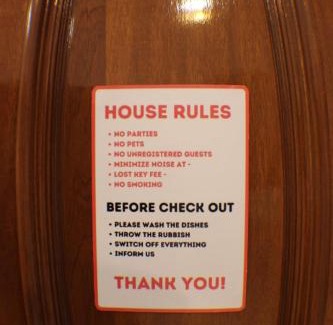 HOUSE RULES
• NO PARTIES
• NO PETS
• NO UNREGISTERED GUESTS
• MINIMIZE NOISE AT -
• LOST KEY FEE -
• NO SMOKING
BEFORE CHECK OUT
• PLEASE WASH THE DISHES
• THROW THE RUBBISH
• SWITCH OFF EVERYTHING
• INFORM US
THANK YOU!